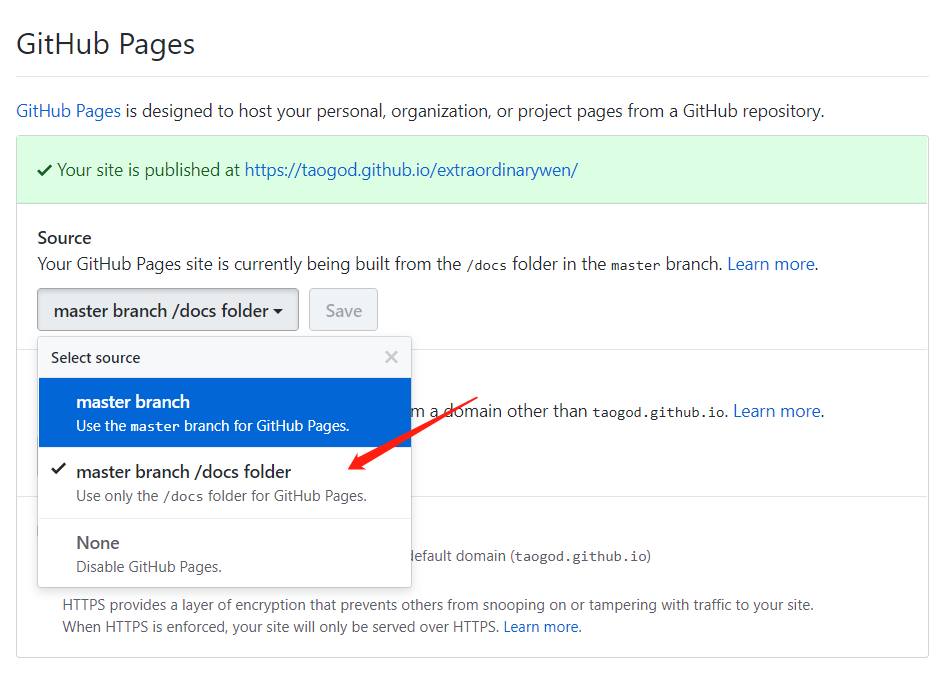 GitHub Pages
GitHub Pages is designed to host your personal, organization, or project pages from a GitHub repository.
Your site is published at https://taogod.github.io/extraordinarywen/
Source
Your GitHub Pages site is currently being built from the /docs folder in the master branch. Learn more.
master branch /docs folder
Save
Select source
master branch
Use the master branch for GitHub Pages.
a domain other than taogod.github.io. Learn more.
master branch /docs folder
Use only the /docs folder for GitHub Pages.
None
default domain (taogod.github.io)
Disable GitHub Pages.
HTTPS provides a layer of encryption that prevents others from snooping on or tampering with traffic to your site.
When HTTPS is enforced, your site will only be served over HTTPS. Learn more.